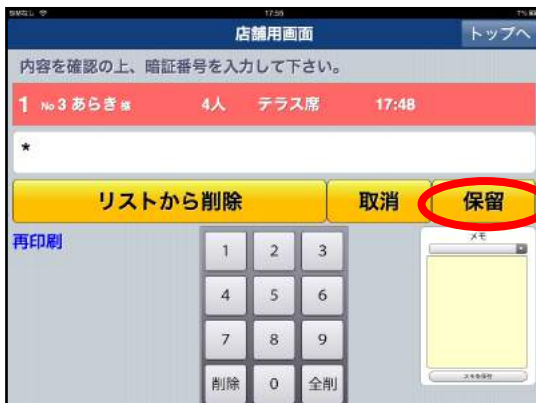 17:55
店舗用画面
トップへ
内容を確認の上、暗証番号を入力して下さい。
1 No 3 あらき様 4人 テラス席 17:48
*
リストから削除 取消 保留
再印刷
メモ
1 2 3
4 5 6
7 8 9
削除 0 全削